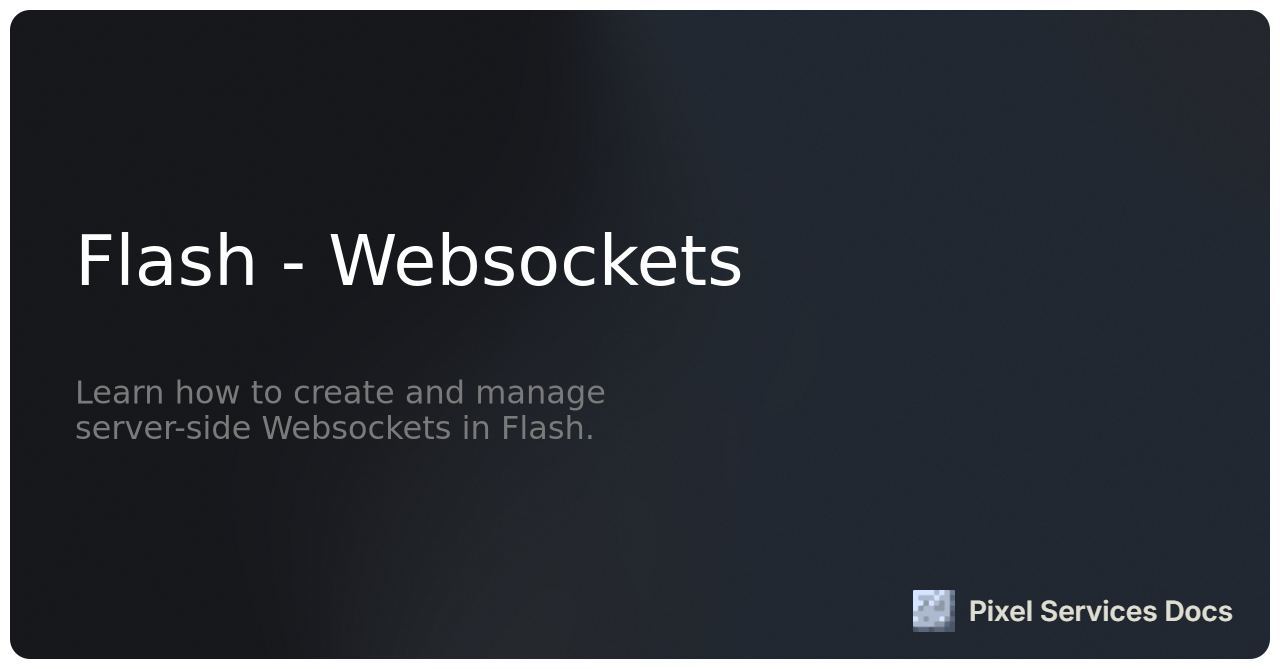 Flash - Websockets
Learn how to create and manage
server-side Websockets in Flash.
Pixel Services Docs